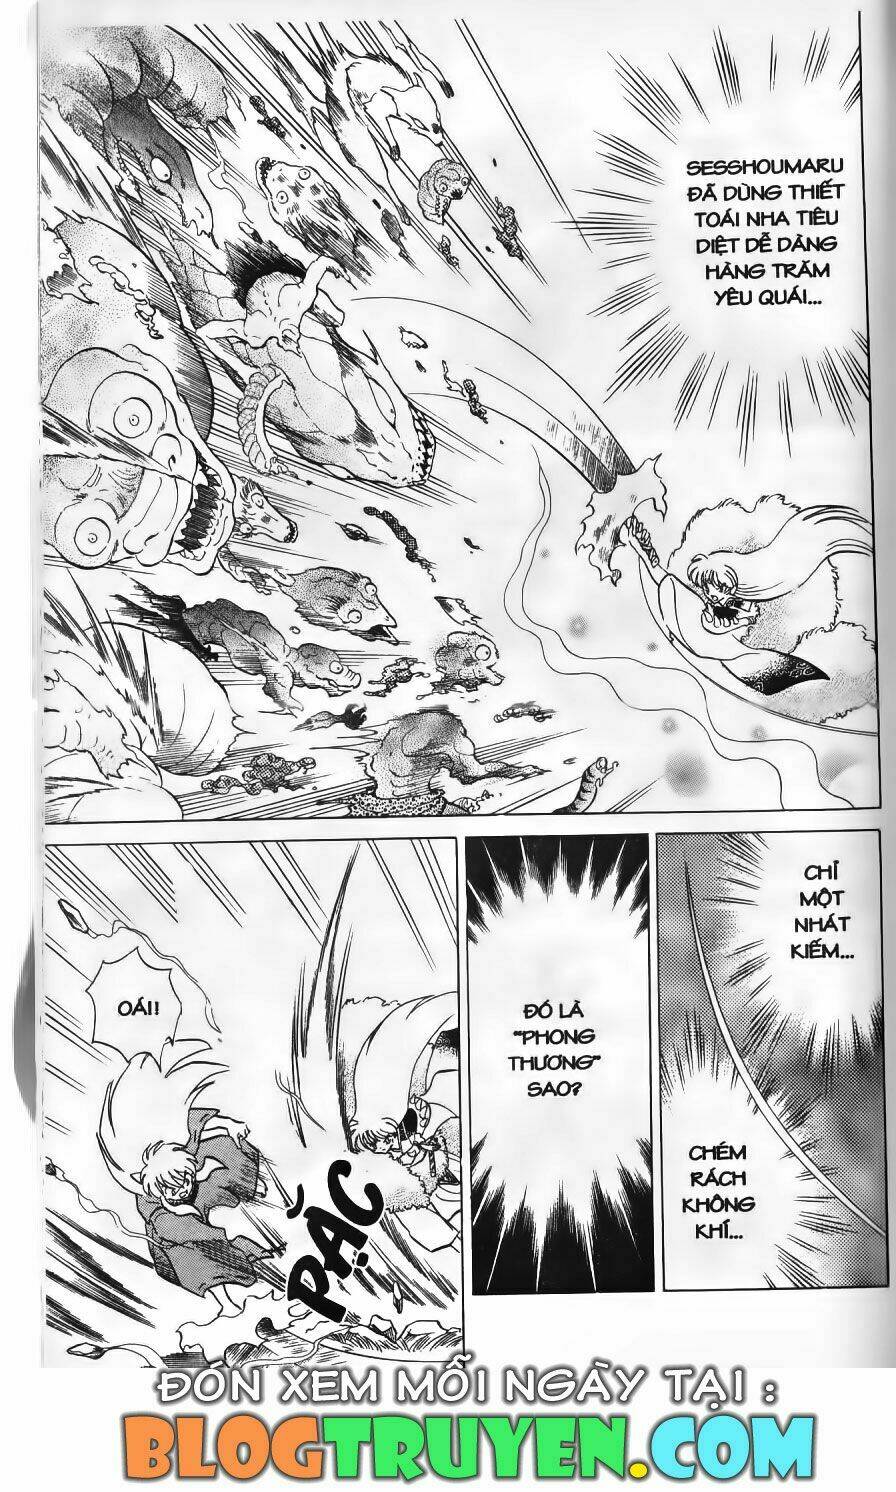 SESSHOUMARU
ĐÃ DÙNG THIẾT
TOÁI NHA TIÊU
DIỆT DỄ DÀNG
HÀNG TRĂM
YÊU QUÁI...
CHỈ
MỘT
NHÁT
KIẾM...
CHÉM
RÁCH
KHÔNG
KHÍ...
ĐÓ LÀ
"PHONG
THƯƠNG"
SAO?
OÁI!!
PẶC
ĐÓN XEM MỖI NGÀY TẠI :
BLOGTRUYEN.COM